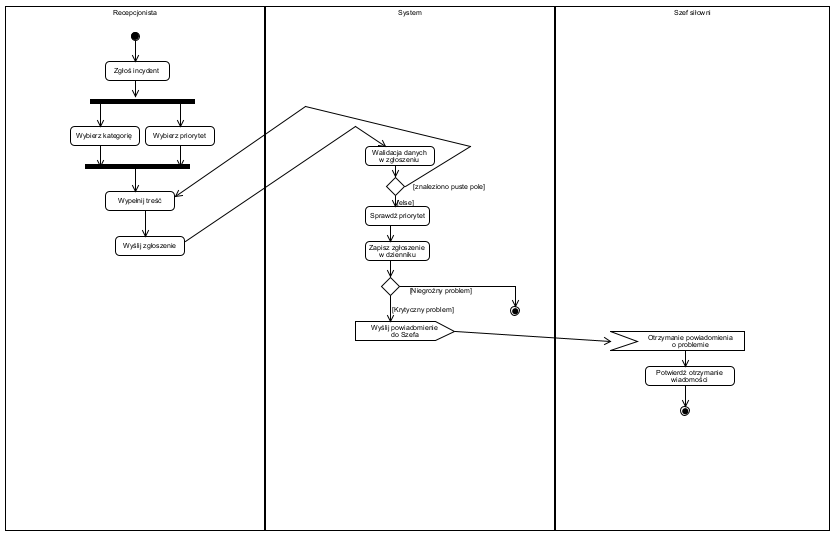 Recepcjonista
System
Szef siłowni
Zgłoś incydent
Wybierz kategorię
Wybierz priorytet
Wypełnij treść
Wyślij zgłoszenie
Walidacja danych
w zgłoszeniu
[znaleziono puste pole]
[else]
Sprawdź priorytet
Zapisz zgłoszenie
w dzienniku
[Niegroźny problem]
[Krytyczny problem]
Wyślij powiadomienie
do Szefa
Otrzymanie powiadomienia
o problemie
Potwierdź otrzymanie
wiadomości